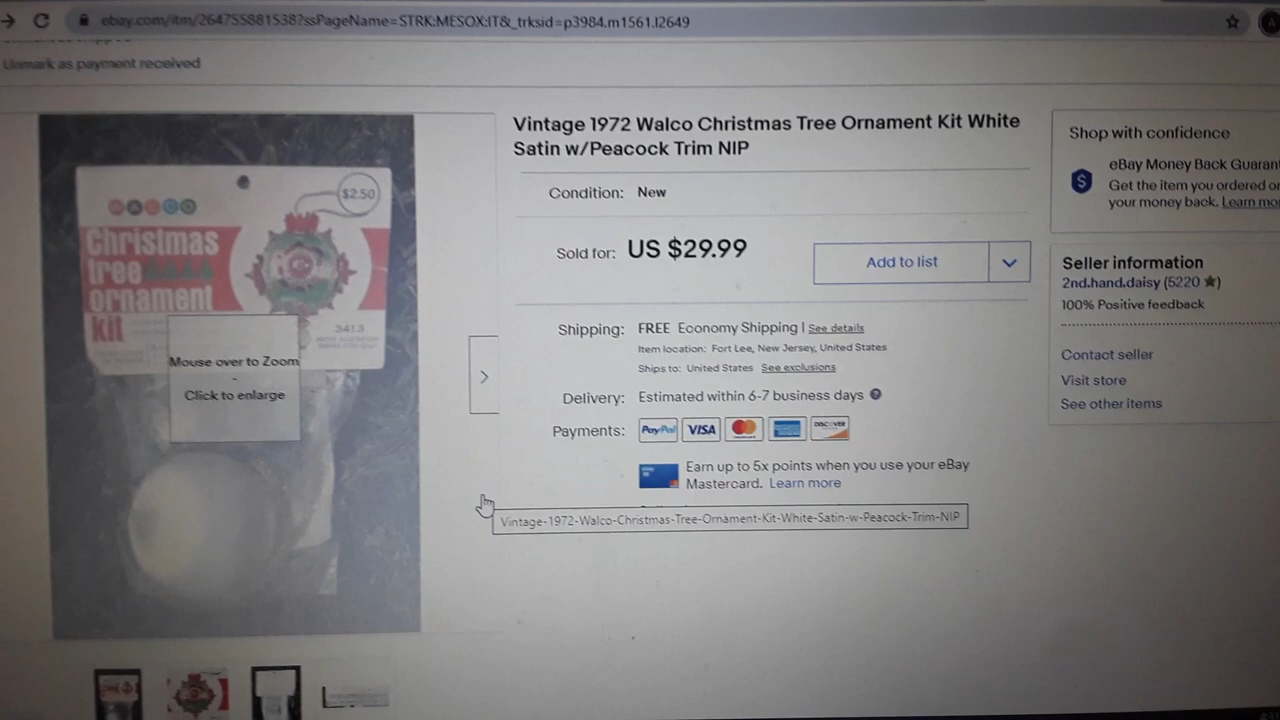 ebay.com/itm/264755881538?ssPageName=STRK:MESOX:IT&_trksid=p3984.m1561.l2649
Unmark as payment received
Vintage 1972 Walco Christmas Tree Ornament Kit White
Satin w/Peacock Trim NIP
Condition: New
Sold for: US $29.99
Add to list
Shipping: FREE Economy Shipping | See details
Item location: Fort Lee, New Jersey, United States
Ships to: United States See exclusions
Delivery: Estimated within 6-7 business days
Payments: PayPal VISA DISCOVER
Earn up to 5x points when you use your eBay
Mastercard. Learn more
Vintage-1972-Walco-Christmas-Tree-Ornament-Kit-White-Satin-w-Peacock-Trim-NIP
$2.50
WALCO
Christmas
tree
ornament
kit
3413
Mouse over to Zoom
-
Click to enlarge
Shop with confidence
eBay Money Back Guaran
Get the item you ordered or
your money back. Learn mo
Seller information
2nd.hand.daisy (5220 ★)
100% Positive feedback
Contact seller
Visit store
See other items